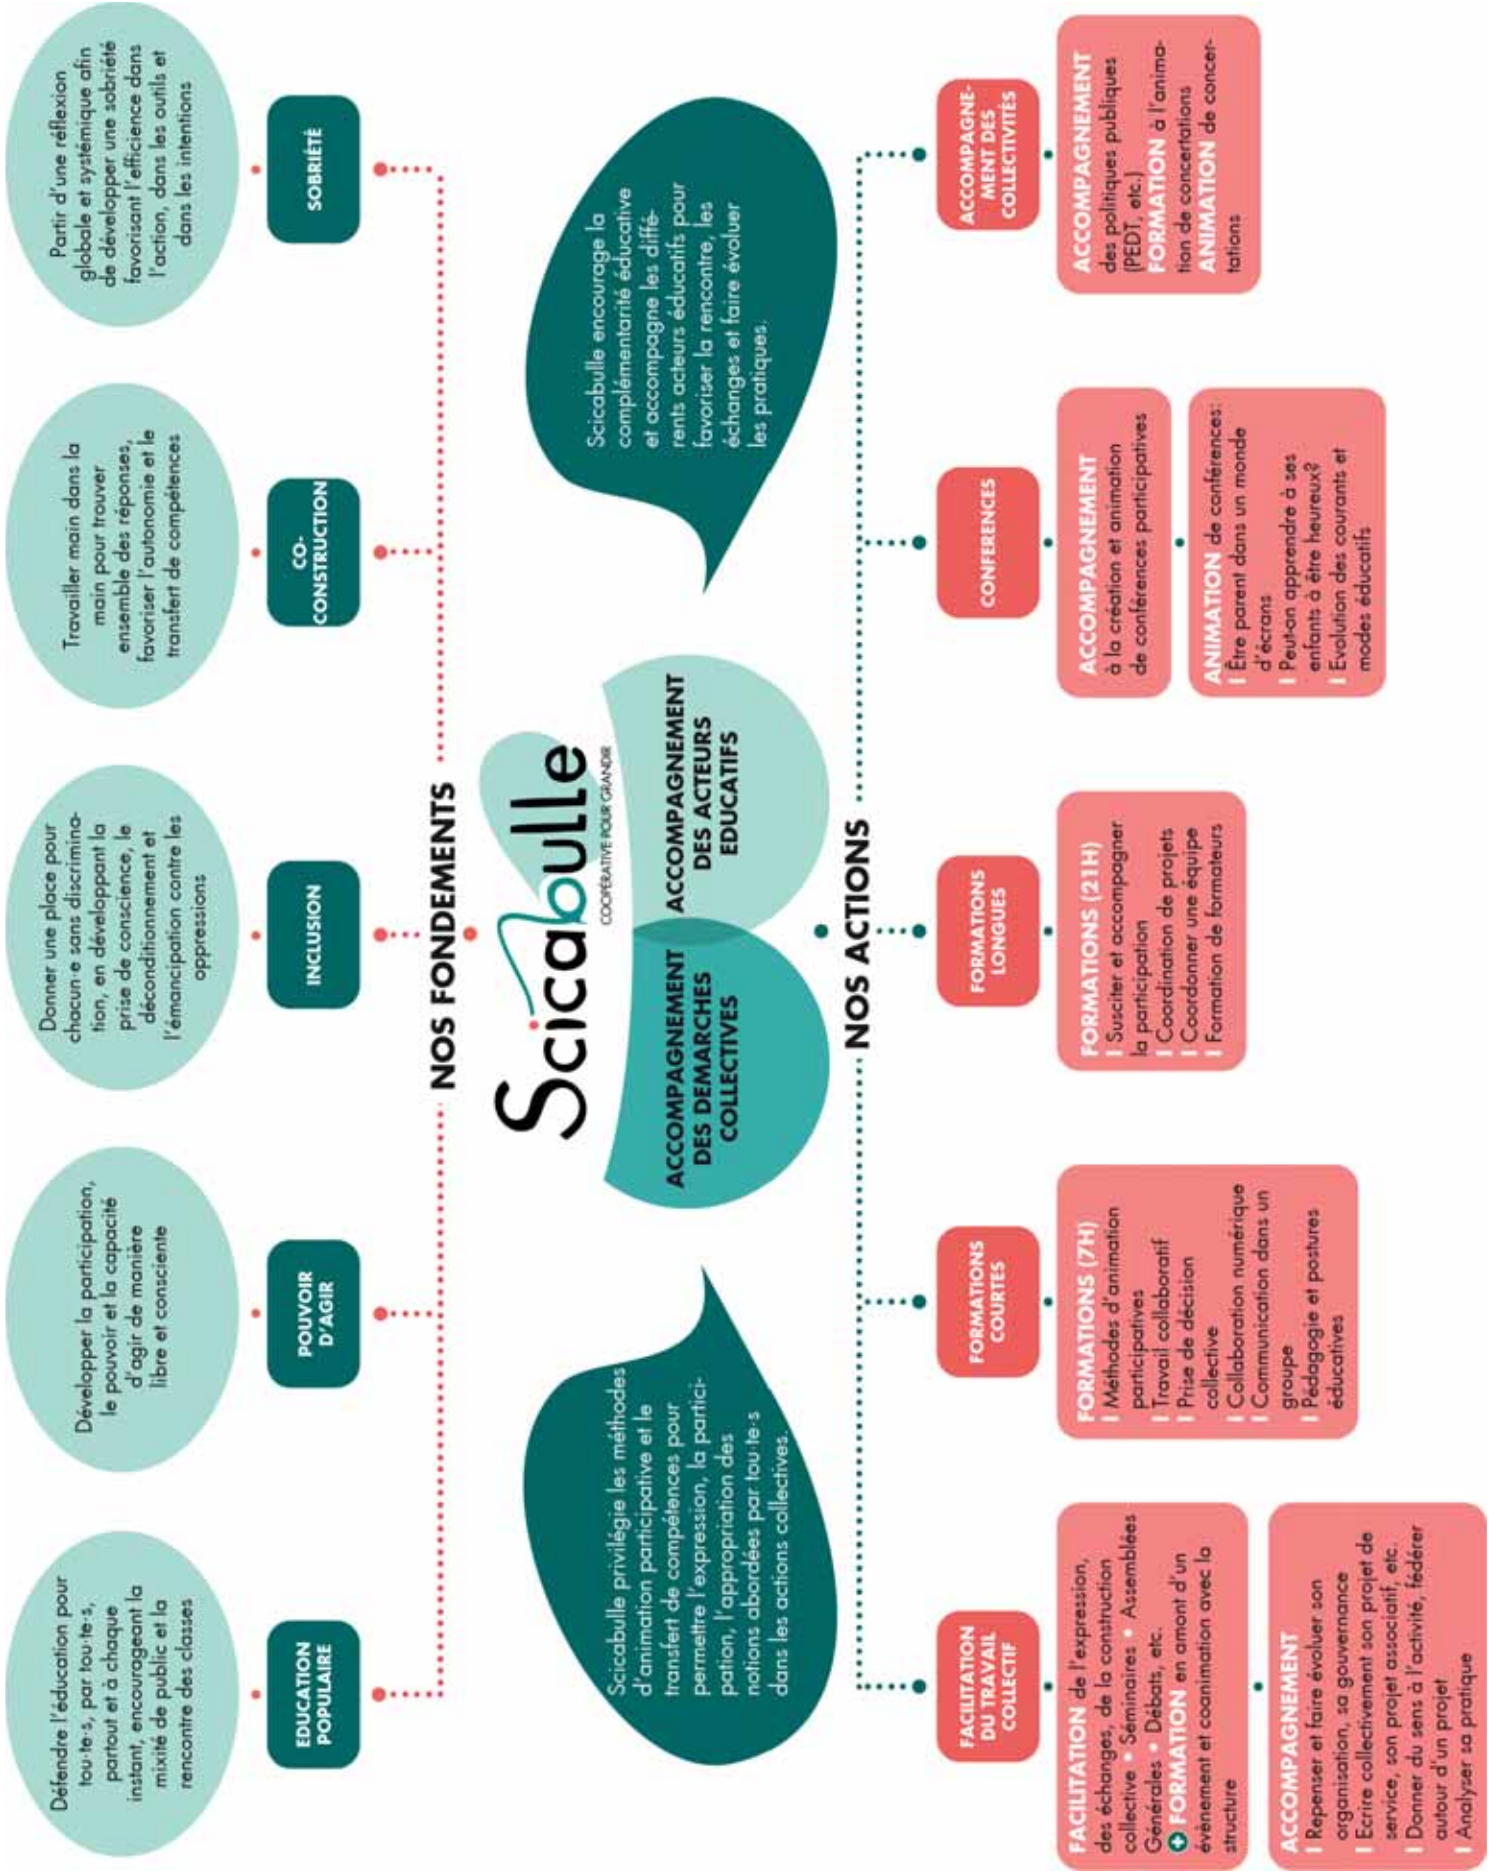 Défendre l'éducation pour
tou·te·s, par tou·te·s,
partout et à chaque
instant, encourageant la
mixité de public et la
rencontre des classes
EDUCATION
POPULAIRE
Développer la participation,
le pouvoir et la capacité
d'agir de manière
libre et consciente
POUVOIR
D'AGIR
Donner une place pour
chacun·e sans discrimina-
tion, en développant la
prise de conscience, le
déconditionnement et
l'émancipation contre les
oppressions
INCLUSION
Travailler main dans la
main pour trouver
ensemble des réponses,
favoriser l'autonomie et le
transfert de compétences
CO-
CONSTRUCTION
Partir d'une réflexion
globale et systémique afin
de développer une sobriété
favorisant l'efficience dans
l'action, dans les outils et
dans les intentions
SOBRIÉTÉ
NOS FONDEMENTS
Scicabulle privilégie les méthodes
d'animation participative et le
transfert de compétences pour
permettre l'expression, la partici-
pation, l'appropriation des
notions abordées par tou·te·s
dans les actions collectives.
Scicabulle
COOPÉRATIVE POUR GRANDIR
ACCOMPAGNEMENT
DES DEMARCHES
COLLECTIVES
ACCOMPAGNEMENT
DES ACTEURS
EDUCATIFS
Scicabulle encourage la
complémentarité éducative
et accompagne les diffé-
rents acteurs éducatifs pour
favoriser la rencontre, les
échanges et faire évoluer
les pratiques.
NOS ACTIONS
FACILITATION
DU TRAVAIL
COLLECTIF
FACILITATION de l'expression,
des échanges, de la construction
collective • Séminaires • Assemblées
Générales • Débats, etc.
+ FORMATION en amont d'un
évènement et coanimation avec la
structure
ACCOMPAGNEMENT
I Repenser et faire évoluer son
organisation, sa gouvernance
I Ecrire collectivement son projet de
service, son projet associatif, etc.
I Donner du sens à l'activité, fédérer
autour d'un projet
I Analyser sa pratique
FORMATIONS
COURTES
FORMATIONS (7H)
I Méthodes d'animation
participatives
I Travail collaboratif
I Prise de décision
collective
I Collaboration numérique
I Communication dans un
groupe
I Pédagogie et postures
éducatives
FORMATIONS
LONGUES
FORMATIONS (21H)
I Susciter et accompagner
la participation
I Coordination de projets
I Coordonner une équipe
I Formation de formateurs
CONFERENCES
ACCOMPAGNEMENT
à la création et animation
de conférences participatives
ANIMATION de conférences:
I Être parent dans un monde
d'écrans
I Peut-on apprendre à ses
enfants à être heureux?
I Evolution des courants et
modes éducatifs
ACCOMPAGNE-
MENT DES
COLLECTIVITÉS
ACCOMPAGNEMENT
des politiques publiques
(PEDT, etc.)
FORMATION à l'anima-
tion de concertations
ANIMATION de concer-
tations